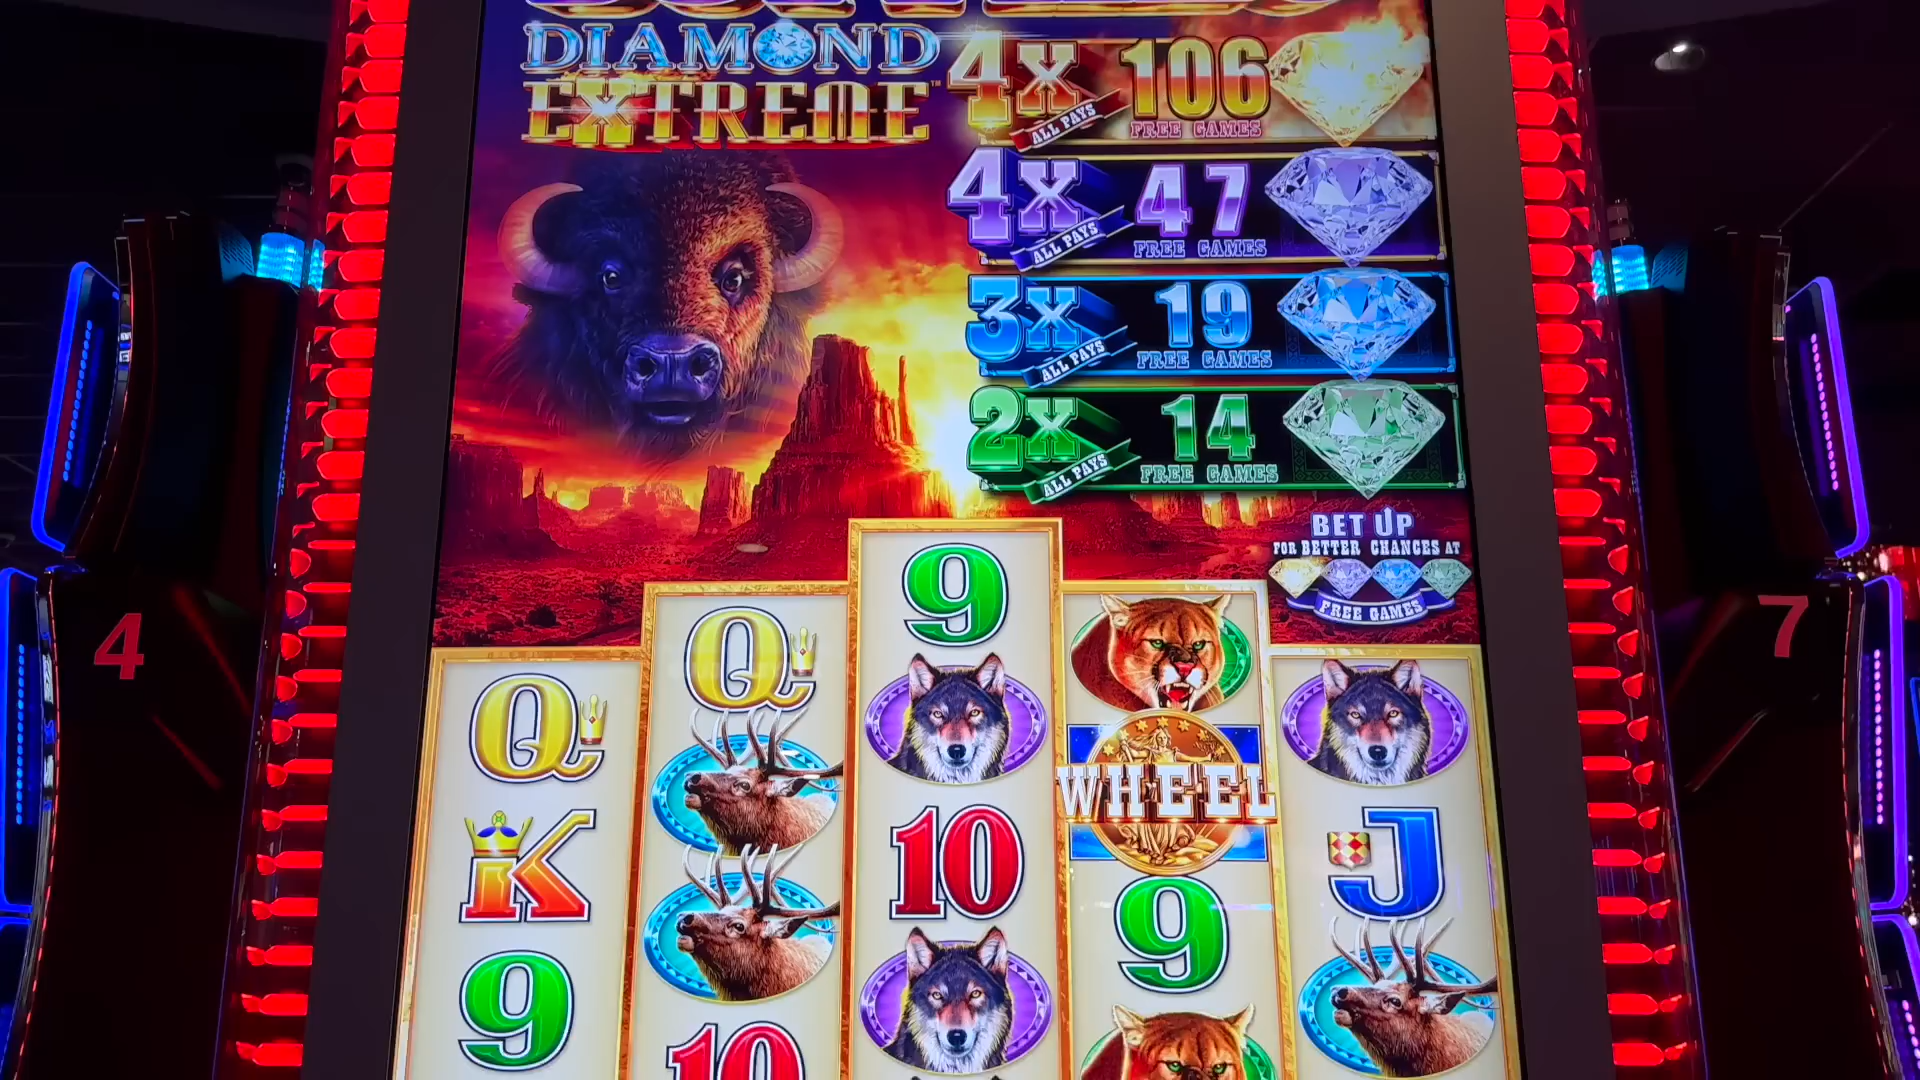 DIAMOND
EXTREME™
4X ALL PAYS 106 FREE GAMES
4X ALL PAYS 47 FREE GAMES
3X ALL PAYS 19 FREE GAMES
2X ALL PAYS 14 FREE GAMES
BET UP
FOR BETTER CHANCES AT
FREE GAMES
9
Q
Q
WHEEL
4
7
K
10
J
9
9
10